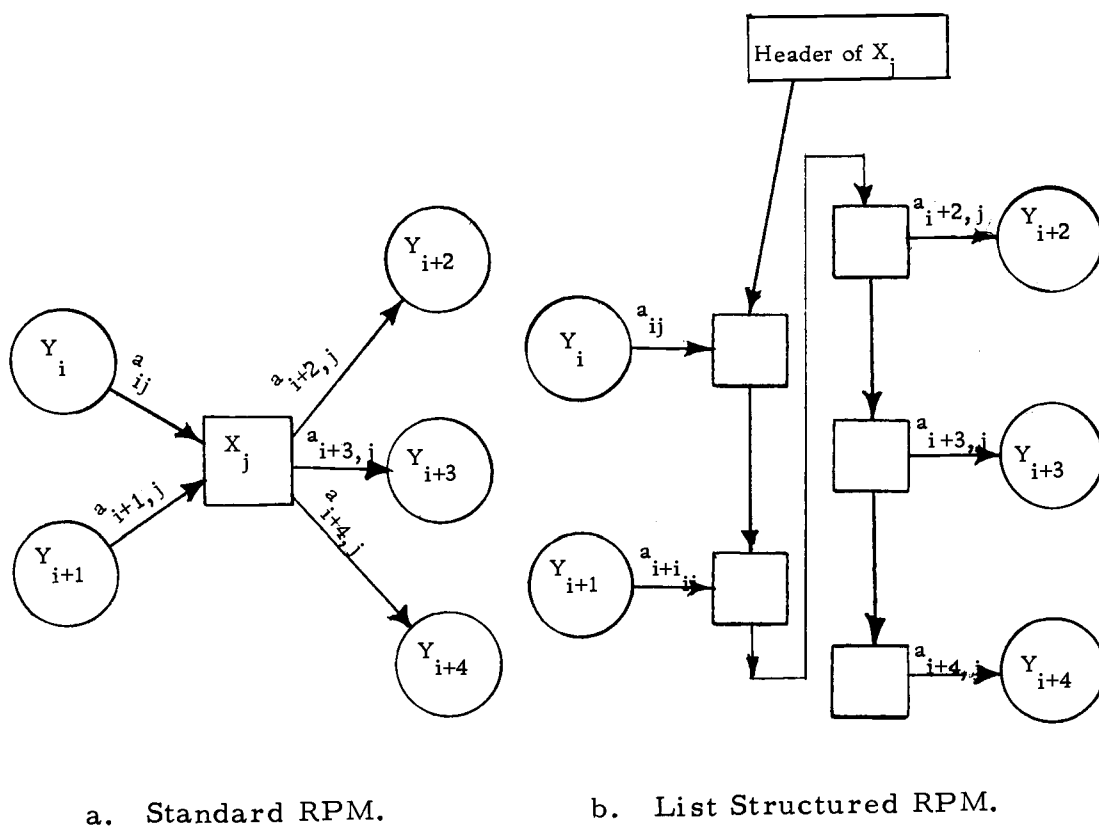 Header of X_j
Y_i+2
a_i+2, j
Y_i+2
Y_i
a_ij
a_i+2, j
a_ij
Y_i
X_j
a_i+3, j
Y_i+3
a_i+3, j
Y_i+3
a_i+1, j
Y_i+1
a_i+4, j
Y_i+1
a_i+i_ij
Y_i+4
a_i+4, j
Y_i+4
a. Standard RPM.
b. List Structured RPM.